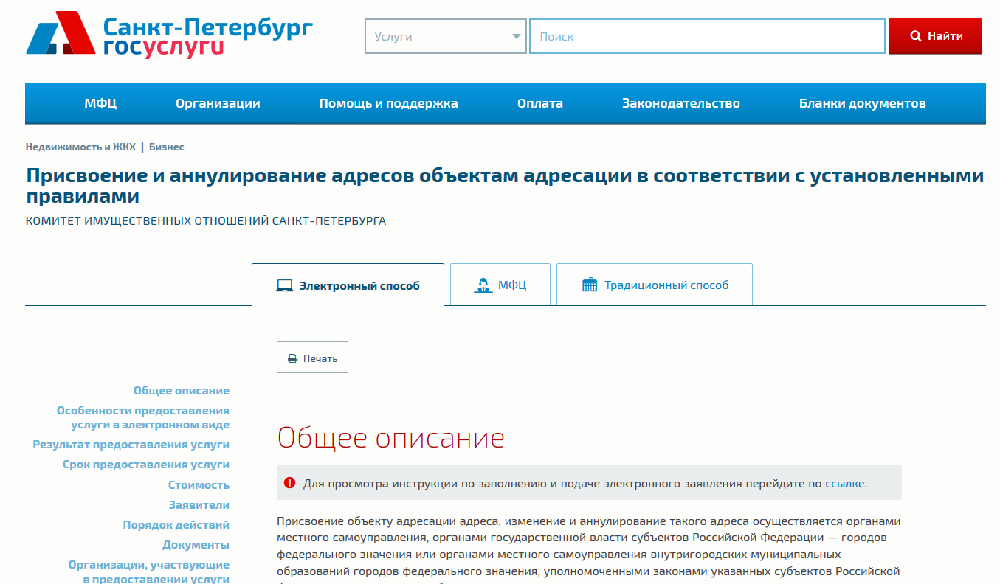 Санкт-Петербург
госуслуги
Услуги
Поиск
Найти
МФЦ Организации Помощь и поддержка Оплата Законодательство Бланки документов
Недвижимость и ЖКХ | Бизнес
Присвоение и аннулирование адресов объектам адресации в соответствии с установленными
правилами
КОМИТЕТ ИМУЩЕСТВЕННЫХ ОТНОШЕНИЙ САНКТ-ПЕТЕРБУРГА
Электронный способ
МФЦ
Традиционный способ
Печать
Общее описание
Особенности предоставления
услуги в электронном виде
Результат предоставления услуги
Срок предоставления услуги
Стоимость
Заявители
Порядок действий
Документы
Организации, участвующие
в предоставлении услуги
Общее описание
Для просмотра инструкции по заполнению и подаче электронного заявления перейдите по ссылке.
Присвоение объекту адресации адреса, изменение и аннулирование такого адреса осуществляется органами
местного самоуправления, органами государственной власти субъектов Российской Федерации — городов
федерального значения или органами местного самоуправления внутригородских муниципальных
образований городов федерального значения, уполномоченными законами указанных субъектов Российской